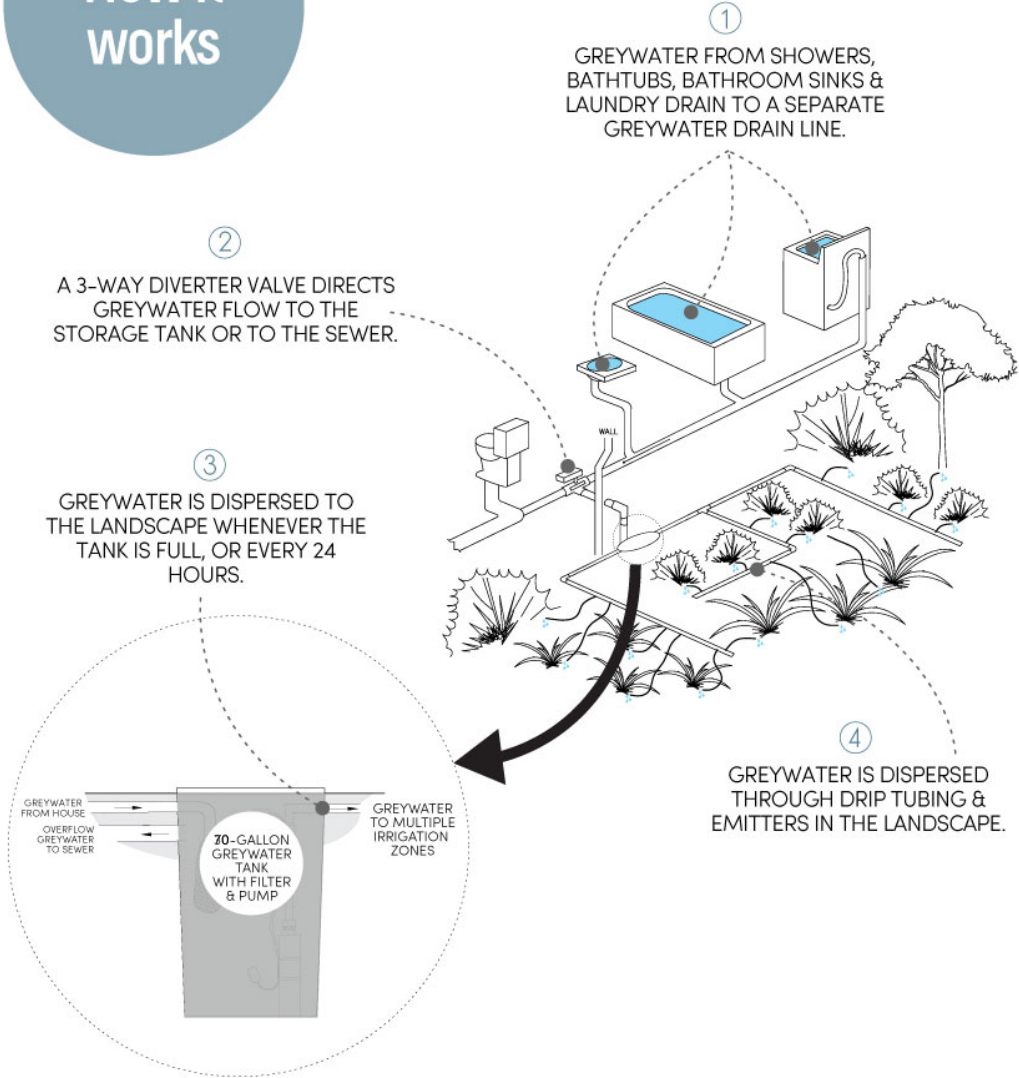 works
1
GREYWATER FROM SHOWERS,
BATHTUBS, BATHROOM SINKS &
LAUNDRY DRAIN TO A SEPARATE
GREYWATER DRAIN LINE.
2
A 3-WAY DIVERTER VALVE DIRECTS
GREYWATER FLOW TO THE
STORAGE TANK OR TO THE SEWER.
WALL
3
GREYWATER IS DISPERSED TO
THE LANDSCAPE WHENEVER THE
TANK IS FULL, OR EVERY 24
HOURS.
4
GREYWATER IS DISPERSED
THROUGH DRIP TUBING &
EMITTERS IN THE LANDSCAPE.
GREYWATER
FROM HOUSE
OVERFLOW
GREYWATER
TO SEWER
70-GALLON
GREYWATER
TANK
WITH FILTER
& PUMP
GREYWATER
TO MULTIPLE
IRRIGATION
ZONES